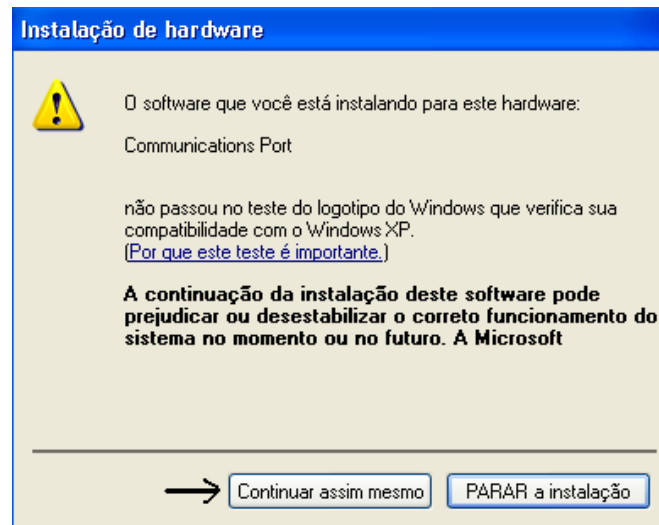 Instalação de hardware
O software que você está instalando para este hardware:
Communications Port
não passou no teste do logotipo do Windows que verifica sua
compatibilidade com o Windows XP.
(Por que este teste é importante.)
A continuação da instalação deste software pode
prejudicar ou desestabilizar o correto funcionamento do
sistema no momento ou no futuro. A Microsoft
Continuar assim mesmo
PARAR a instalação